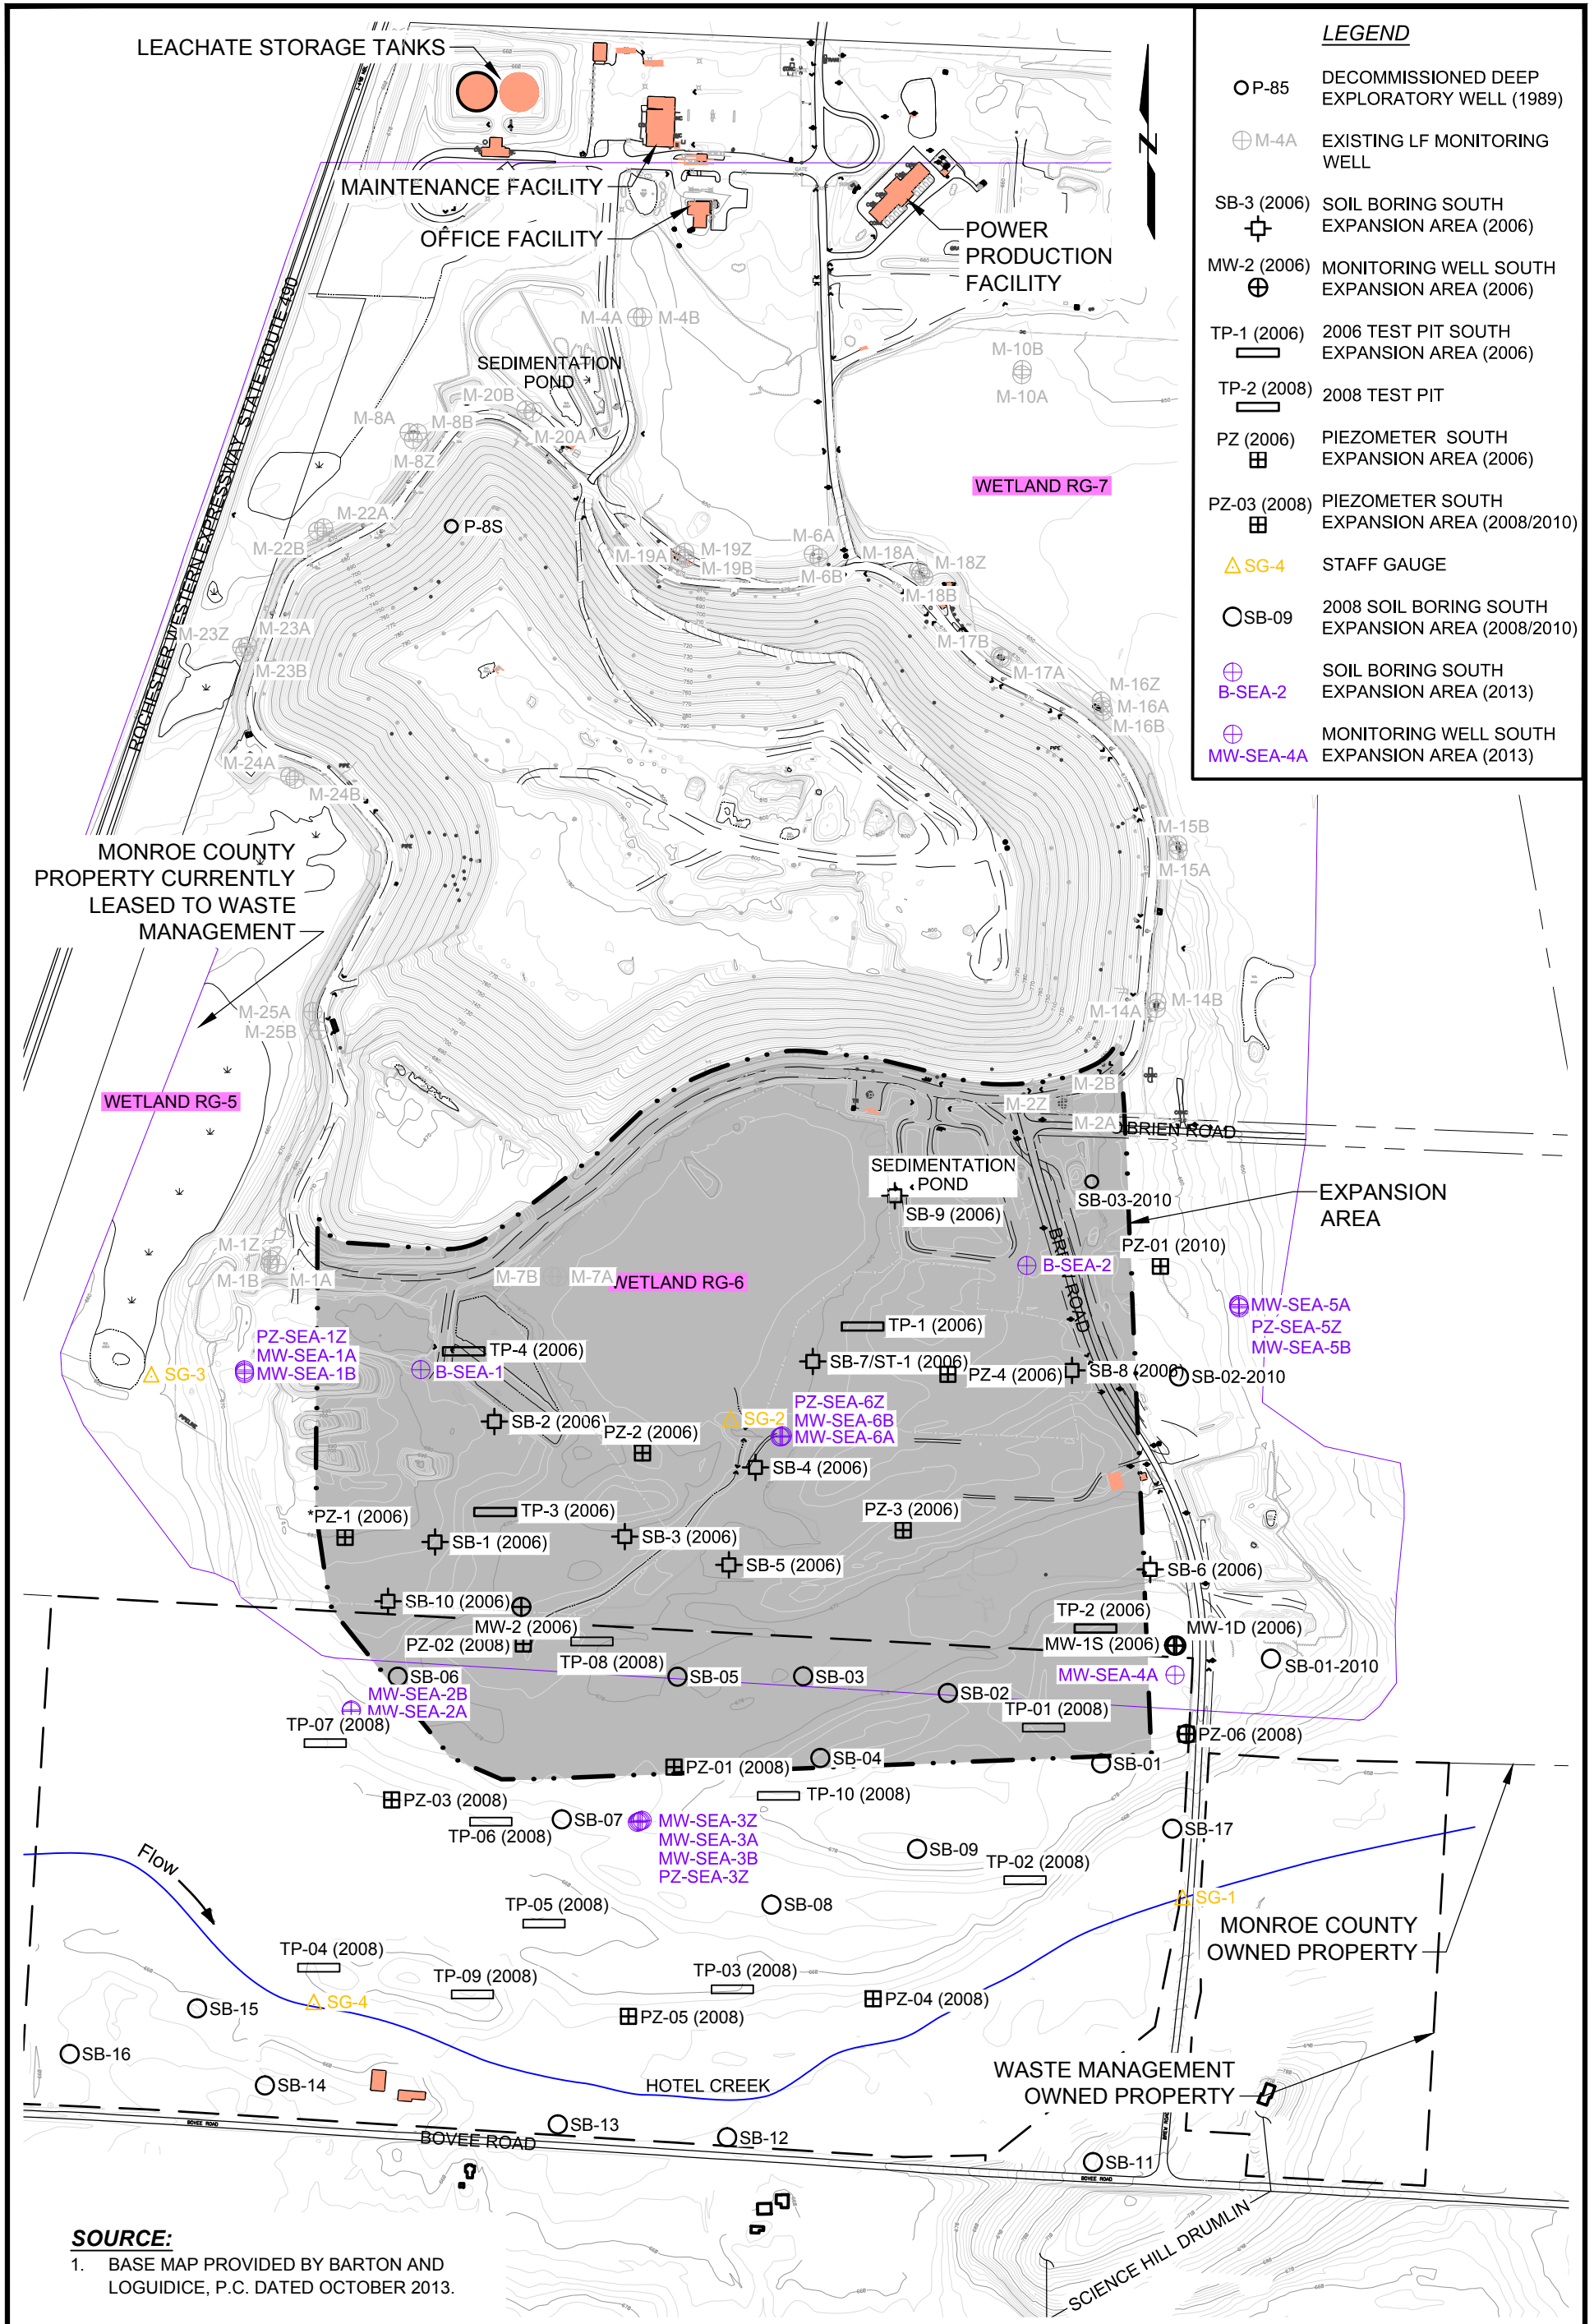 LEACHATE STORAGE TANKS
MAINTENANCE FACILITY
OFFICE FACILITY
POWER
PRODUCTION
FACILITY
N
LEGEND
P-85
DECOMMISSIONED DEEP
EXPLORATORY WELL (1989)
M-4A
EXISTING LF MONITORING
WELL
SB-3 (2006)
SOIL BORING SOUTH
EXPANSION AREA (2006)
MW-2 (2006)
MONITORING WELL SOUTH
EXPANSION AREA (2006)
TP-1 (2006)
2006 TEST PIT SOUTH
EXPANSION AREA (2006)
TP-2 (2008)
2008 TEST PIT
PZ (2006)
PIEZOMETER SOUTH
EXPANSION AREA (2006)
PZ-03 (2008)
PIEZOMETER SOUTH
EXPANSION AREA (2008/2010)
SG-4
STAFF GAUGE
SB-09
2008 SOIL BORING SOUTH
EXPANSION AREA (2008/2010)
B-SEA-2
SOIL BORING SOUTH
EXPANSION AREA (2013)
MW-SEA-4A
MONITORING WELL SOUTH
EXPANSION AREA (2013)
ROCHESTER WESTERN EXPRESSWAY STATE ROUTE 490
M-4A
M-4B
SEDIMENTATION
POND
M-10B
M-10A
M-20B
M-20A
M-8A
M-8B
M-8Z
WETLAND RG-7
M-22A
M-22B
P-8S
M-19A
M-19Z
M-19B
M-6A
M-6B
M-18A
M-18Z
M-18B
M-17B
M-17A
M-16Z
M-16A
M-16B
M-23Z
M-23A
M-23B
M-24A
M-24B
M-15B
M-15A
MONROE COUNTY
PROPERTY CURRENTLY
LEASED TO WASTE
MANAGEMENT
M-25A
M-25B
M-14A
M-14B
WETLAND RG-5
M-2B
M-2Z
M-2A
BRIEN ROAD
SEDIMENTATION
POND
SB-9 (2006)
SB-03-2010
EXPANSION
AREA
PZ-01 (2010)
M-1Z
M-1B
M-1A
M-7B
M-7A
WETLAND RG-6
B-SEA-2
ROAD
MW-SEA-5A
PZ-SEA-5Z
MW-SEA-5B
TP-1 (2006)
PZ-SEA-1Z
MW-SEA-1A
MW-SEA-1B
SG-3
TP-4 (2006)
B-SEA-1
SB-7/ST-1 (2006)
PZ-4 (2006)
SB-8 (2006)
SB-02-2010
SB-2 (2006)
PZ-2 (2006)
SG-2
PZ-SEA-6Z
MW-SEA-6B
MW-SEA-6A
SB-4 (2006)
PIPELINE
*PZ-1 (2006)
TP-3 (2006)
SB-1 (2006)
SB-3 (2006)
PZ-3 (2006)
SB-5 (2006)
SB-6 (2006)
SB-10 (2006)
MW-2 (2006)
PZ-02 (2008)
TP-08 (2008)
TP-2 (2006)
MW-1S (2006)
MW-1D (2006)
SB-01-2010
SB-06
SB-05
SB-03
MW-SEA-4A
MW-SEA-2B
MW-SEA-2A
SB-02
TP-01 (2008)
TP-07 (2008)
PZ-06 (2008)
PZ-01 (2008)
SB-04
SB-01
PZ-03 (2008)
TP-10 (2008)
TP-06 (2008)
SB-07
MW-SEA-3Z
MW-SEA-3A
MW-SEA-3B
PZ-SEA-3Z
SB-17
SB-09
TP-02 (2008)
Flow
TP-05 (2008)
SB-08
SG-1
MONROE COUNTY
OWNED PROPERTY
TP-04 (2008)
TP-09 (2008)
TP-03 (2008)
SB-15
SG-4
PZ-05 (2008)
PZ-04 (2008)
SB-16
SB-14
HOTEL CREEK
WASTE MANAGEMENT
OWNED PROPERTY
SB-13
SB-12
SB-11
BOVEE ROAD
BOVEE ROAD
BOVEE ROAD
SCIENCE HILL DRUMLIN
SOURCE:
1. BASE MAP PROVIDED BY BARTON AND
LOGUIDICE, P.C. DATED OCTOBER 2013.